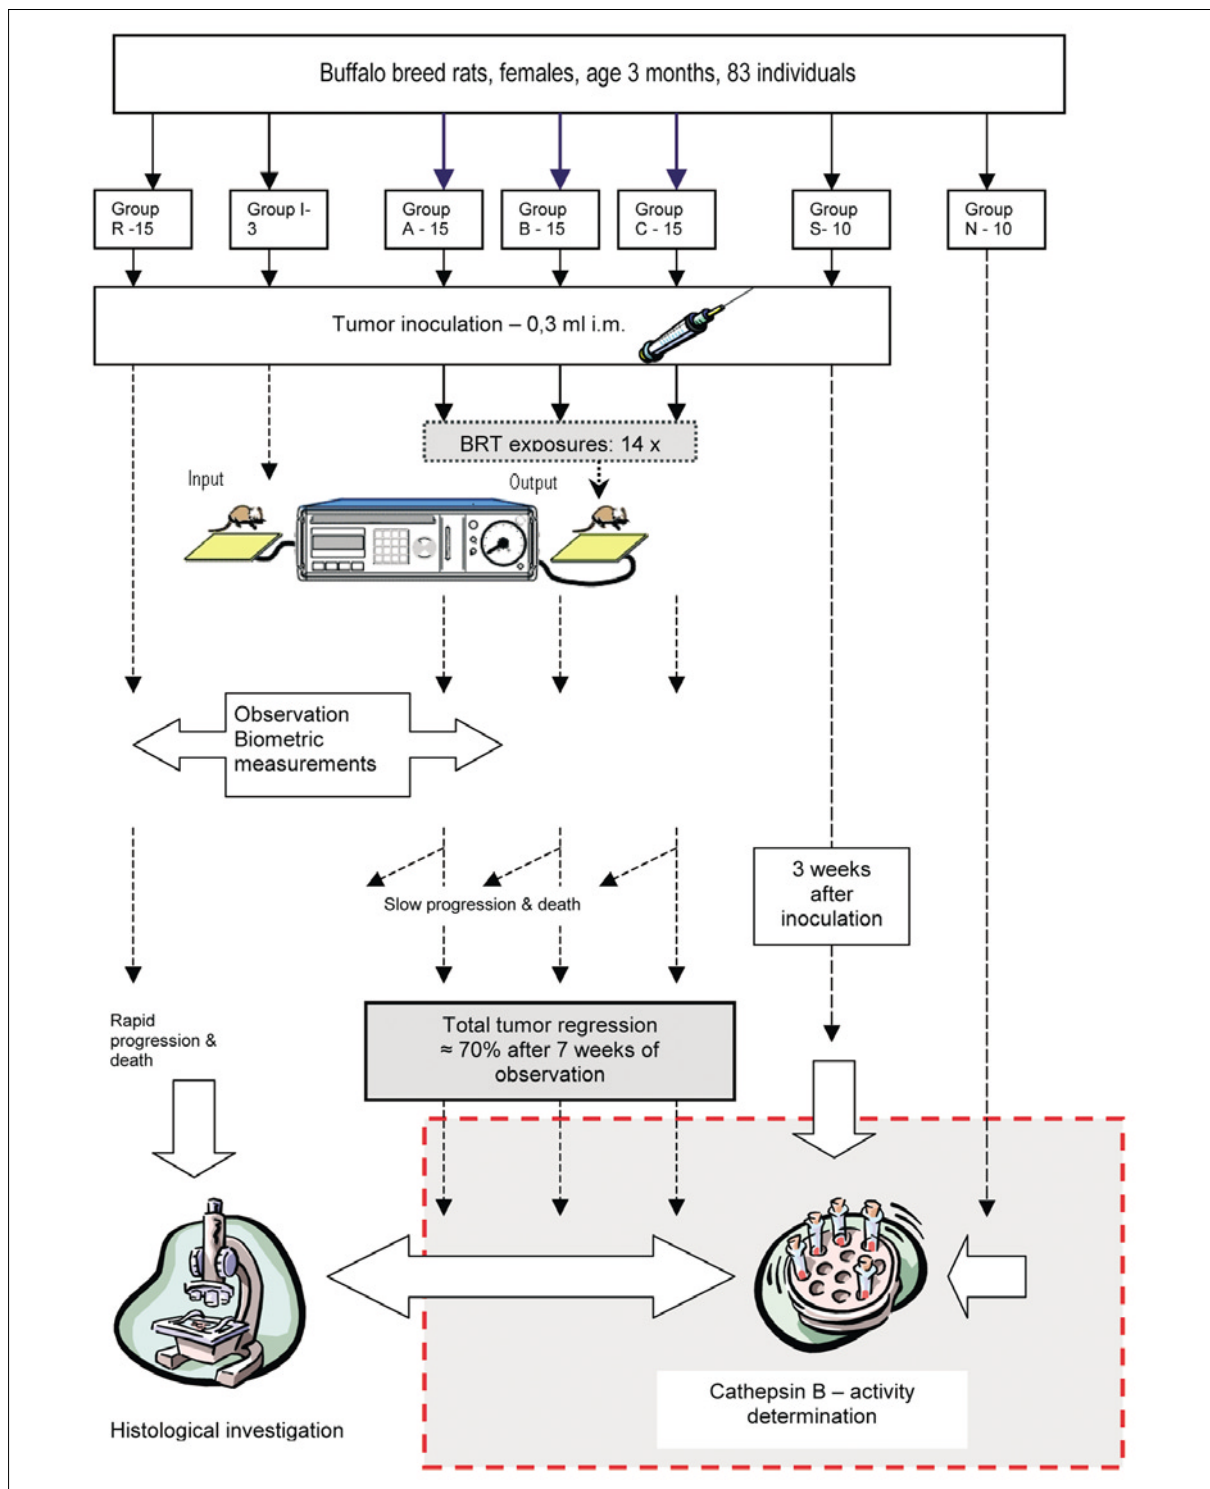 Buffalo breed rats, females, age 3 months, 83 individuals
Group
R -15
Group I-
3
Group
A - 15
Group
B - 15
Group
C - 15
Group
S- 10
Group
N - 10
Tumor inoculation – 0,3 ml i.m.
BRT exposures: 14 x
Input
Output
Observation
Biometric
measurements
3 weeks
after
inoculation
Slow progression & death
Rapid
progression &
death
Total tumor regression
≈ 70% after 7 weeks of
observation
Histological investigation
Cathepsin B – activity
determination